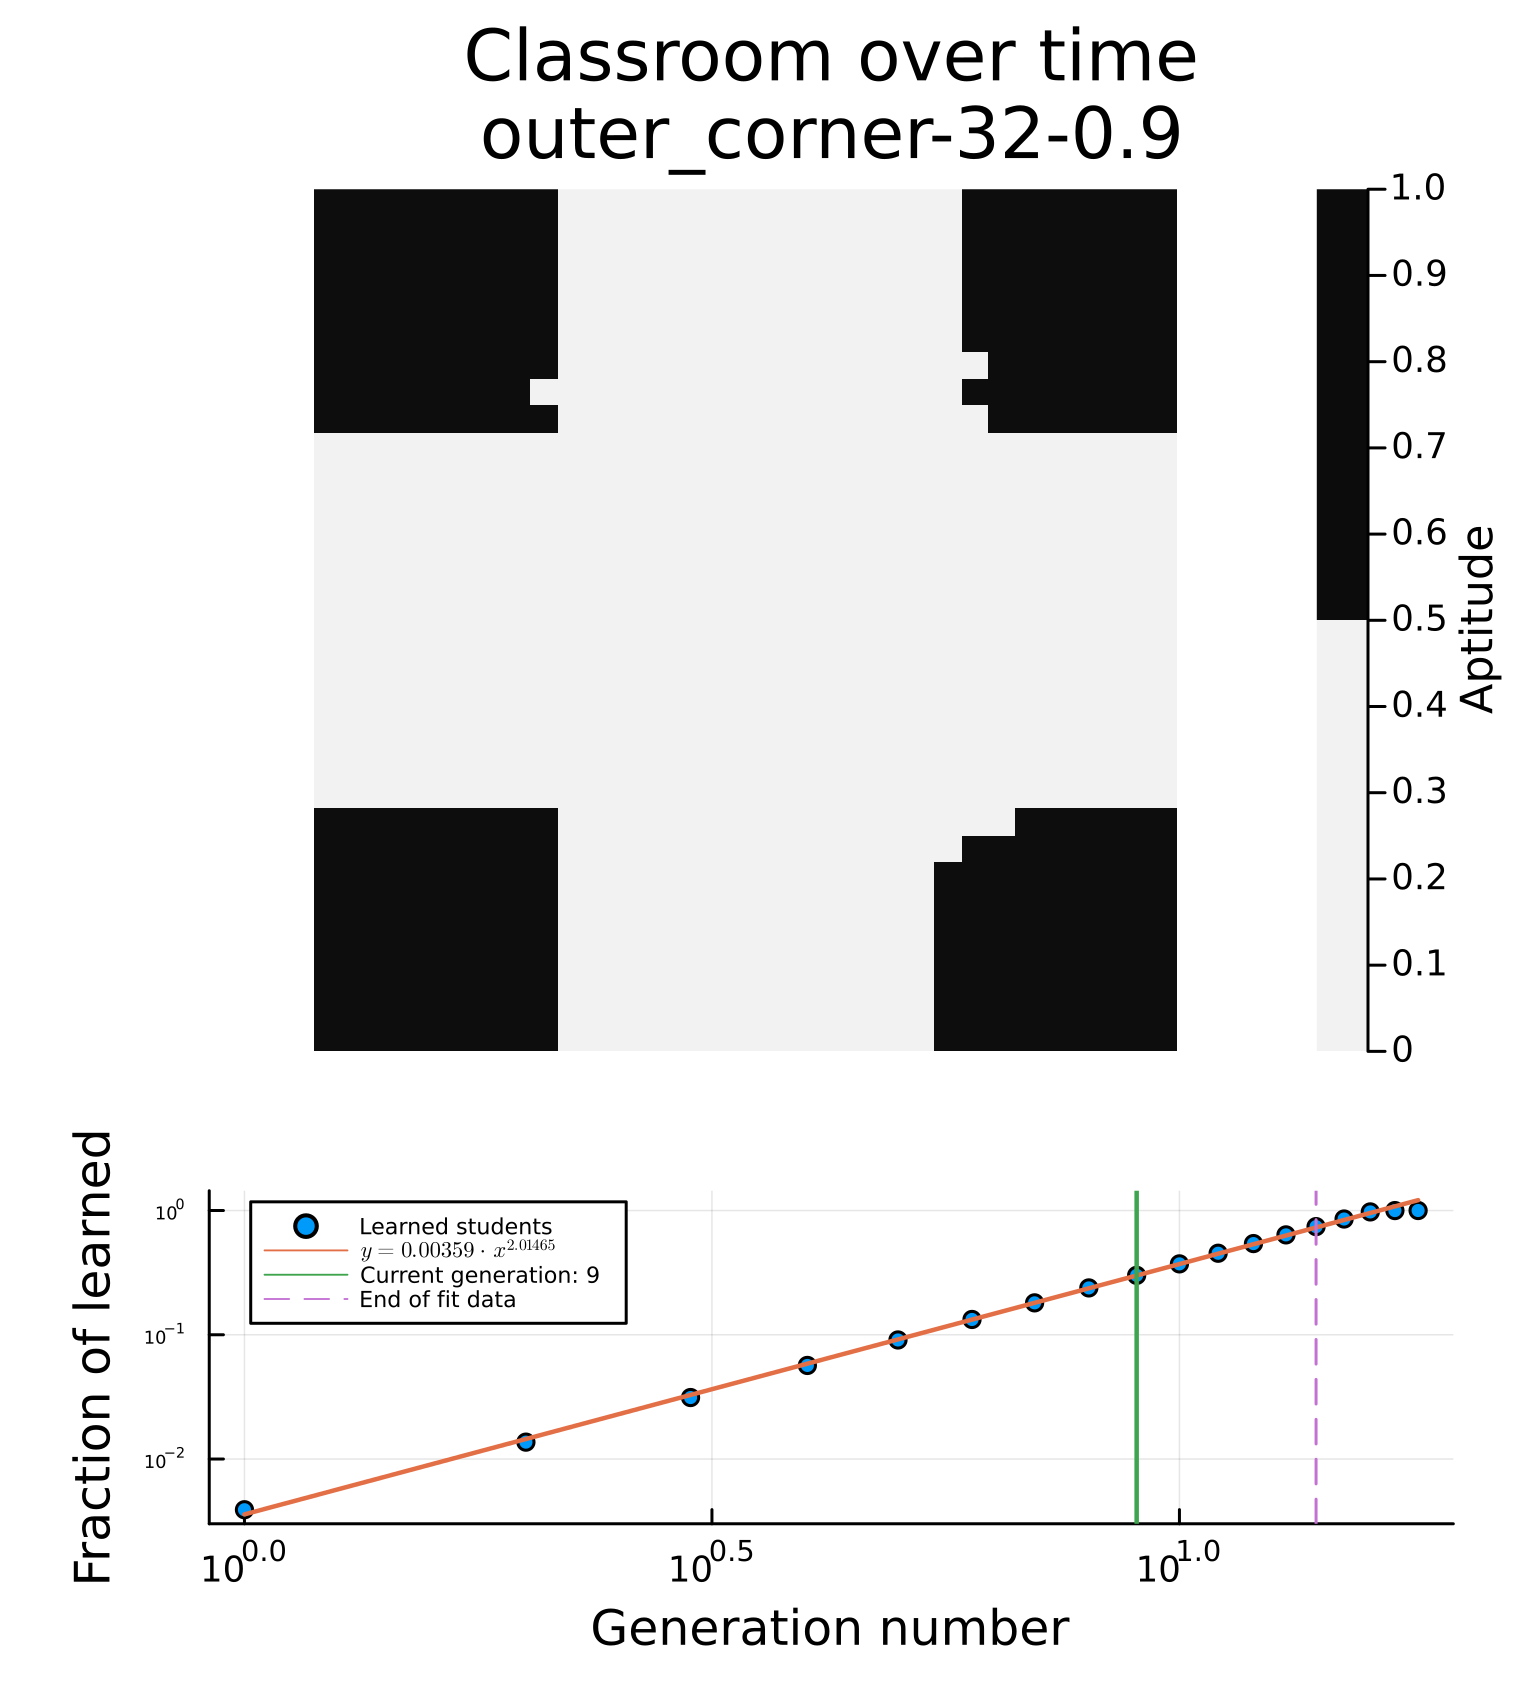 Classroom over time
outer_corner-32-0.9
1.0
0.9
0.8
0.7
0.6
0.5
0.4
0.3
0.2
0.1
0
Aptitude
Fraction of learned
10⁰
10⁻¹
10⁻²
Learned students
y = 0.00359 · x^2.01465
Current generation: 9
End of fit data
10^0.0
10^0.5
10^1.0
Generation number